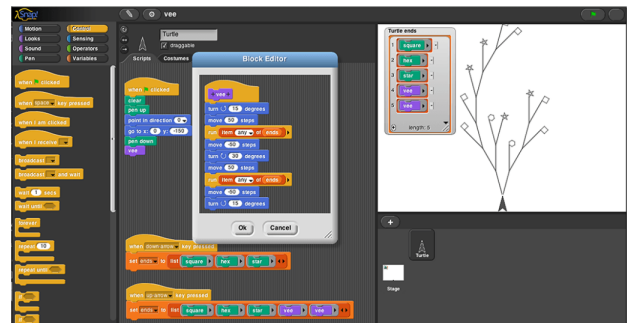 Snap!
vee
Motion
Control
Looks
Sensing
Sound
Operators
Pen
Variables
when clicked
when space key pressed
when I am clicked
when I receive
broadcast
broadcast and wait
wait 1 secs
wait until
forever
repeat 10
repeat until
if
Turtle
draggable
Scripts
Costumes
when clicked
clear
pen up
point in direction 0
go to x: 0 y: -150
pen down
vee
when down arrow key pressed
set ends to list square hex star
when up arrow key pressed
set ends to list square hex star vee vee
Block Editor
vee
turn 15 degrees
move 50 steps
run item any of ends
move -50 steps
turn 30 degrees
move 50 steps
run item any of ends
move -50 steps
turn 15 degrees
Ok
Cancel
Turtle ends
1 square
2 hex
3 star
4 vee
5 vee
length: 5
Turtle
Stage